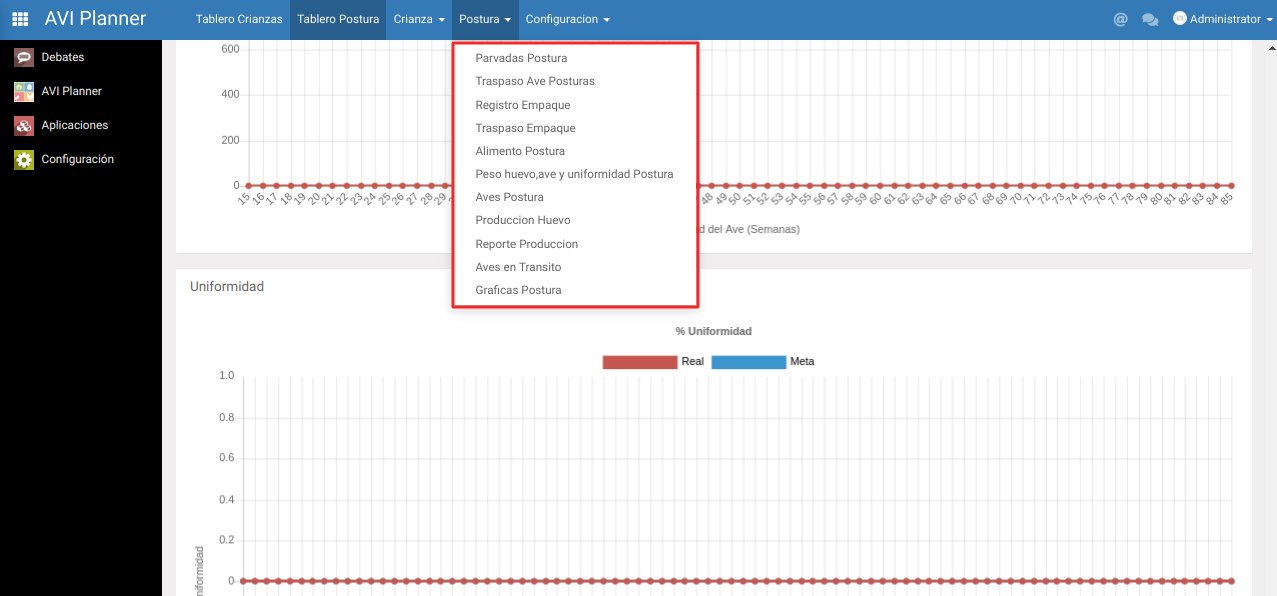 AVI Planner
Tablero Crianzas Tablero Postura Crianza Postura Configuracion
@ Administrator
Debates
AVI Planner
Aplicaciones
Configuración
Parvadas Postura
Traspaso Ave Posturas
Registro Empaque
Traspaso Empaque
Alimento Postura
Peso huevo,ave y uniformidad Postura
Aves Postura
Produccion Huevo
Reporte Produccion
Aves en Transito
Graficas Postura
600
400
200
0
15 16 17 18 19 20 21 22 23 24 25 26 27 28 29 48 49 50 51 52 53 54 55 56 57 58 59 60 61 62 63 64 65 66 67 68 69 70 71 72 73 74 75 76 77 78 79 80 81 82 83 84 85
d del Ave (Semanas)
Uniformidad
% Uniformidad
Real Meta
1.0
0.8
0.6
0.4
0.2
0
niformidad